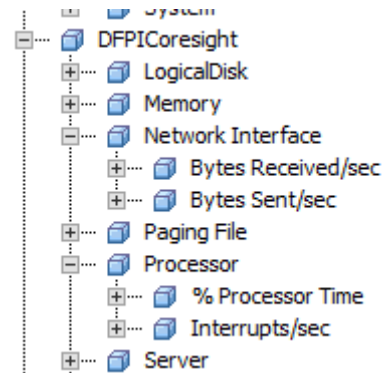 System
DFPICoresight
LogicalDisk
Memory
Network Interface
Bytes Received/sec
Bytes Sent/sec
Paging File
Processor
% Processor Time
Interrupts/sec
Server